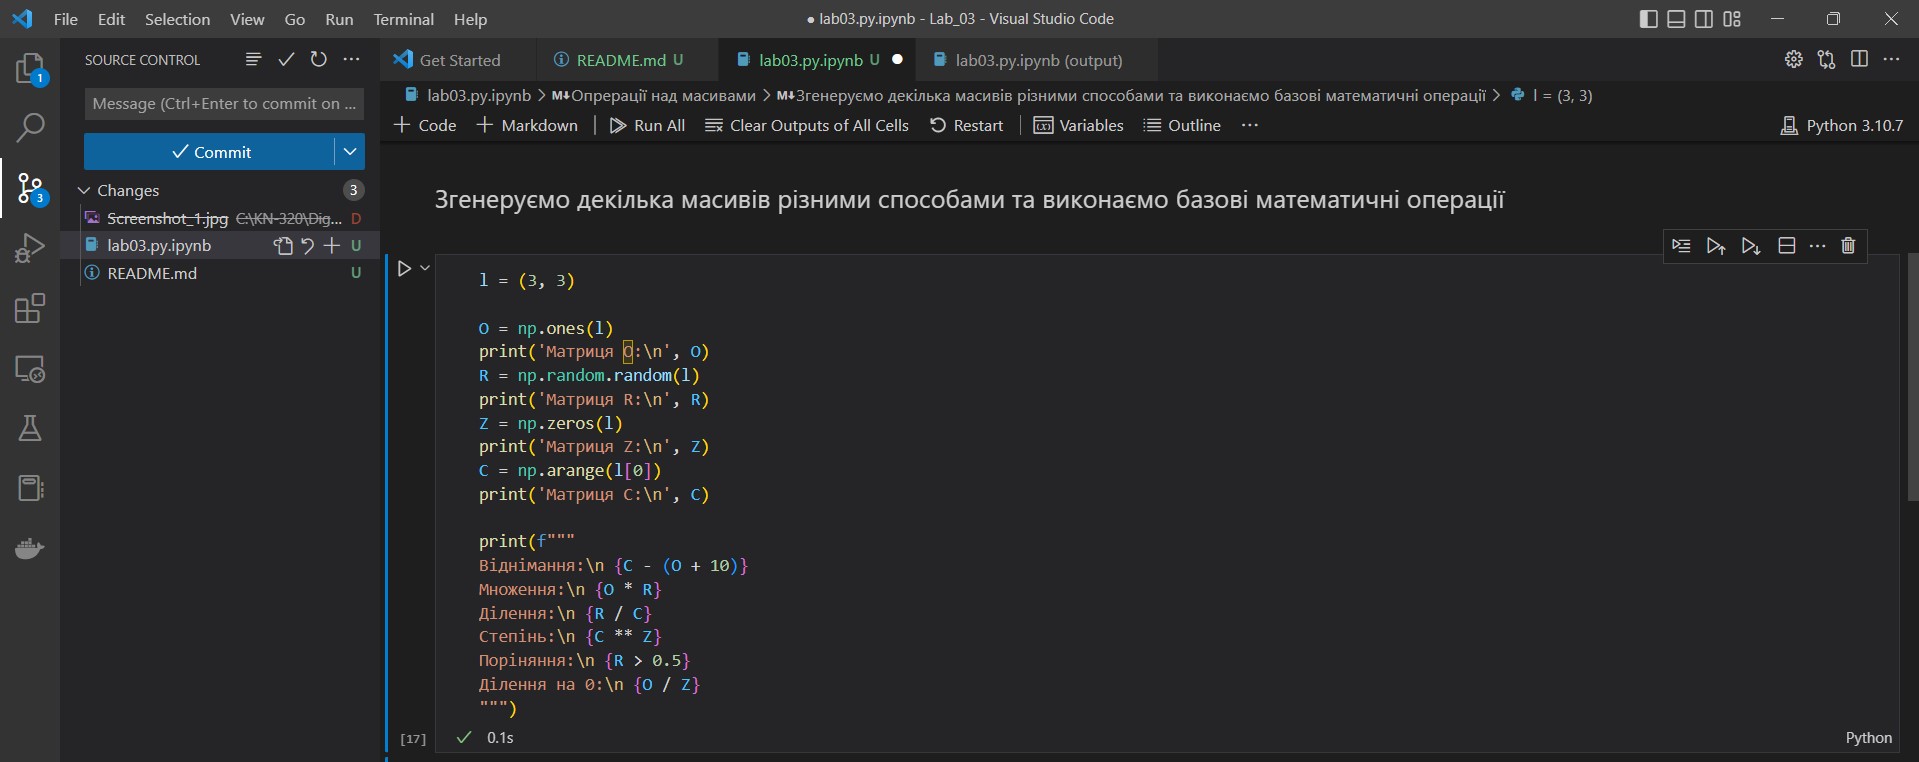 File Edit Selection View Go Run Terminal Help
● lab03.py.ipynb - Lab_03 - Visual Studio Code
SOURCE CONTROL
Message (Ctrl+Enter to commit on ...
Commit
Changes 3
Screenshot_1.jpg C:\KN-320\Dig... D
lab03.py.ipynb U
README.md U
1
3
Get Started
README.md U
lab03.py.ipynb U ●
lab03.py.ipynb (output)
lab03.py.ipynb > M↓Опрерації над масивами > M↓Згенеруємо декілька масивів різними способами та виконаємо базові математичні операції > l = (3, 3)
+ Code + Markdown | Run All Clear Outputs of All Cells Restart | Variables Outline ...
Python 3.10.7
Згенеруємо декілька масивів різними способами та виконаємо базові математичні операції
l = (3, 3)
O = np.ones(l)
print('Матриця O:\n', O)
R = np.random.random(l)
print('Матриця R:\n', R)
Z = np.zeros(l)
print('Матриця Z:\n', Z)
C = np.arange(l[0])
print('Матриця C:\n', C)
print(f"""
Віднімання:\n {C - (O + 10)}
Множення:\n {O * R}
Ділення:\n {R / C}
Степінь:\n {C ** Z}
Поріняння:\n {R > 0.5}
Ділення на 0:\n {O / Z}
""")
[17] ✓ 0.1s
Python